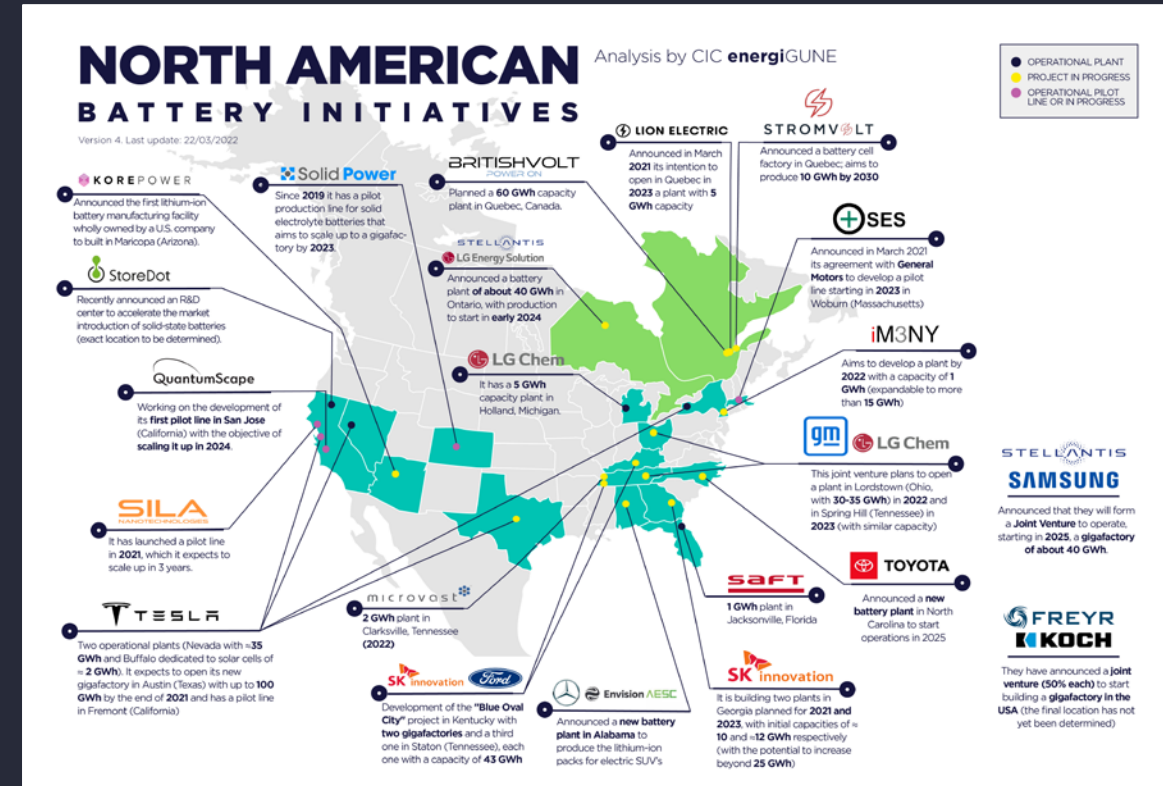 NORTH AMERICAN
BATTERY INITIATIVES
Version 4. Last update: 22/03/2022
Analysis by CIC energiGUNE
OPERATIONAL PLANT
PROJECT IN PROGRESS
OPERATIONAL PILOT
LINE OR IN PROGRESS
KOREPOWER
Announced the first lithium-ion
battery manufacturing facility
wholly owned by a U.S. company
to built in Maricopa (Arizona).
Solid Power
Since 2019 it has a pilot
production line for solid
electrolyte batteries that
aims to scale up to a gigafac-
tory by 2023.
BRITISHVOLT
POWER ON
Planned a 60 GWh capacity
plant in Quebec, Canada.
LION ELECTRIC
Announced in March
2021 its intention to
open in Quebec in
2023 a plant with 5
GWh capacity
STROMVOLT
Announced a battery cell
factory in Quebec; aims to
produce 10 GWh by 2030
StoreDot
Recently announced an R&D
center to accelerate the market
introduction of solid-state batteries
(exact location to be determined).
STELLANTIS
LG Energy Solution
Announced a battery
plant of about 40 GWh in
Ontario, with production
to start in early 2024
SES
Announced in March 2021
its agreement with General
Motors to develop a pilot
line starting in 2023 in
Woburn (Massachusetts)
QuantumScape
Working on the development of
its first pilot line in San Jose
(California) with the objective of
scaling it up in 2024.
LG Chem
It has a 5 GWh
capacity plant in
Holland, Michigan.
iM3NY
Aims to develop a plant by
2022 with a capacity of 1
GWh (expandable to more
than 15 GWh)
gm
LG Chem
This joint venture plans to open
a plant in Lordstown (Ohio,
with 30-35 GWh) in 2022 and
in Spring Hill (Tennessee) in
2023 (with similar capacity)
STELLANTIS
SAMSUNG
Announced that they will form
a Joint Venture to operate,
starting in 2025, a gigafactory
of about 40 GWh.
SILA
NANOTECHNOLOGIES
It has launched a pilot line
in 2021, which it expects to
scale up in 3 years.
TESLA
Two operational plants (Nevada with ≈35
GWh and Buffalo dedicated to solar cells of
≈ 2 GWh). It expects to open its new
gigafactory in Austin (Texas) with up to 100
GWh by the end of 2021 and has a pilot line
in Fremont (California)
microvast
2 GWh plant in
Clarksville, Tennessee
(2022)
SK innovation
Ford
Development of the "Blue Oval
City" project in Kentucky with
two gigafactories and a third
one in Staton (Tennessee), each
one with a capacity of 43 GWh
Envision AESC
Announced a new battery
plant in Alabama to
produce the lithium-ion
packs for electric SUV's
saft
1 GWh plant in
Jacksonville, Florida
SK innovation
It is building two plants in
Georgia planned for 2021 and
2023, with initial capacities of ≈
10 and ≈12 GWh respectively
(with the potential to increase
beyond 25 GWh)
TOYOTA
Announced a new
battery plant in North
Carolina to start
operations in 2025
FREYR
KOCH
They have announced a joint
venture (50% each) to start
building a gigafactory in the
USA (the final location has not
yet been determined)